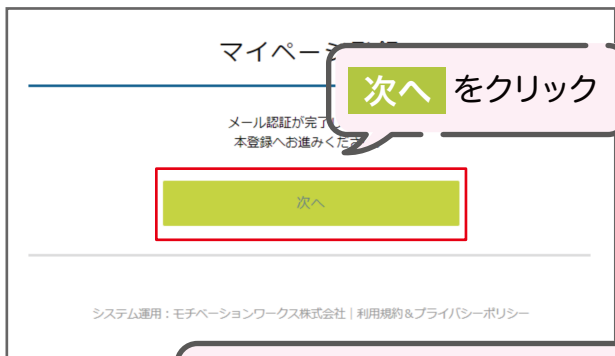 マイページ
次へ をクリック
メール認証が完了し
本登録へお進みくださ
次へ
システム運用：モチベーションワークス株式会社｜利用規約&プライバシーポリシー